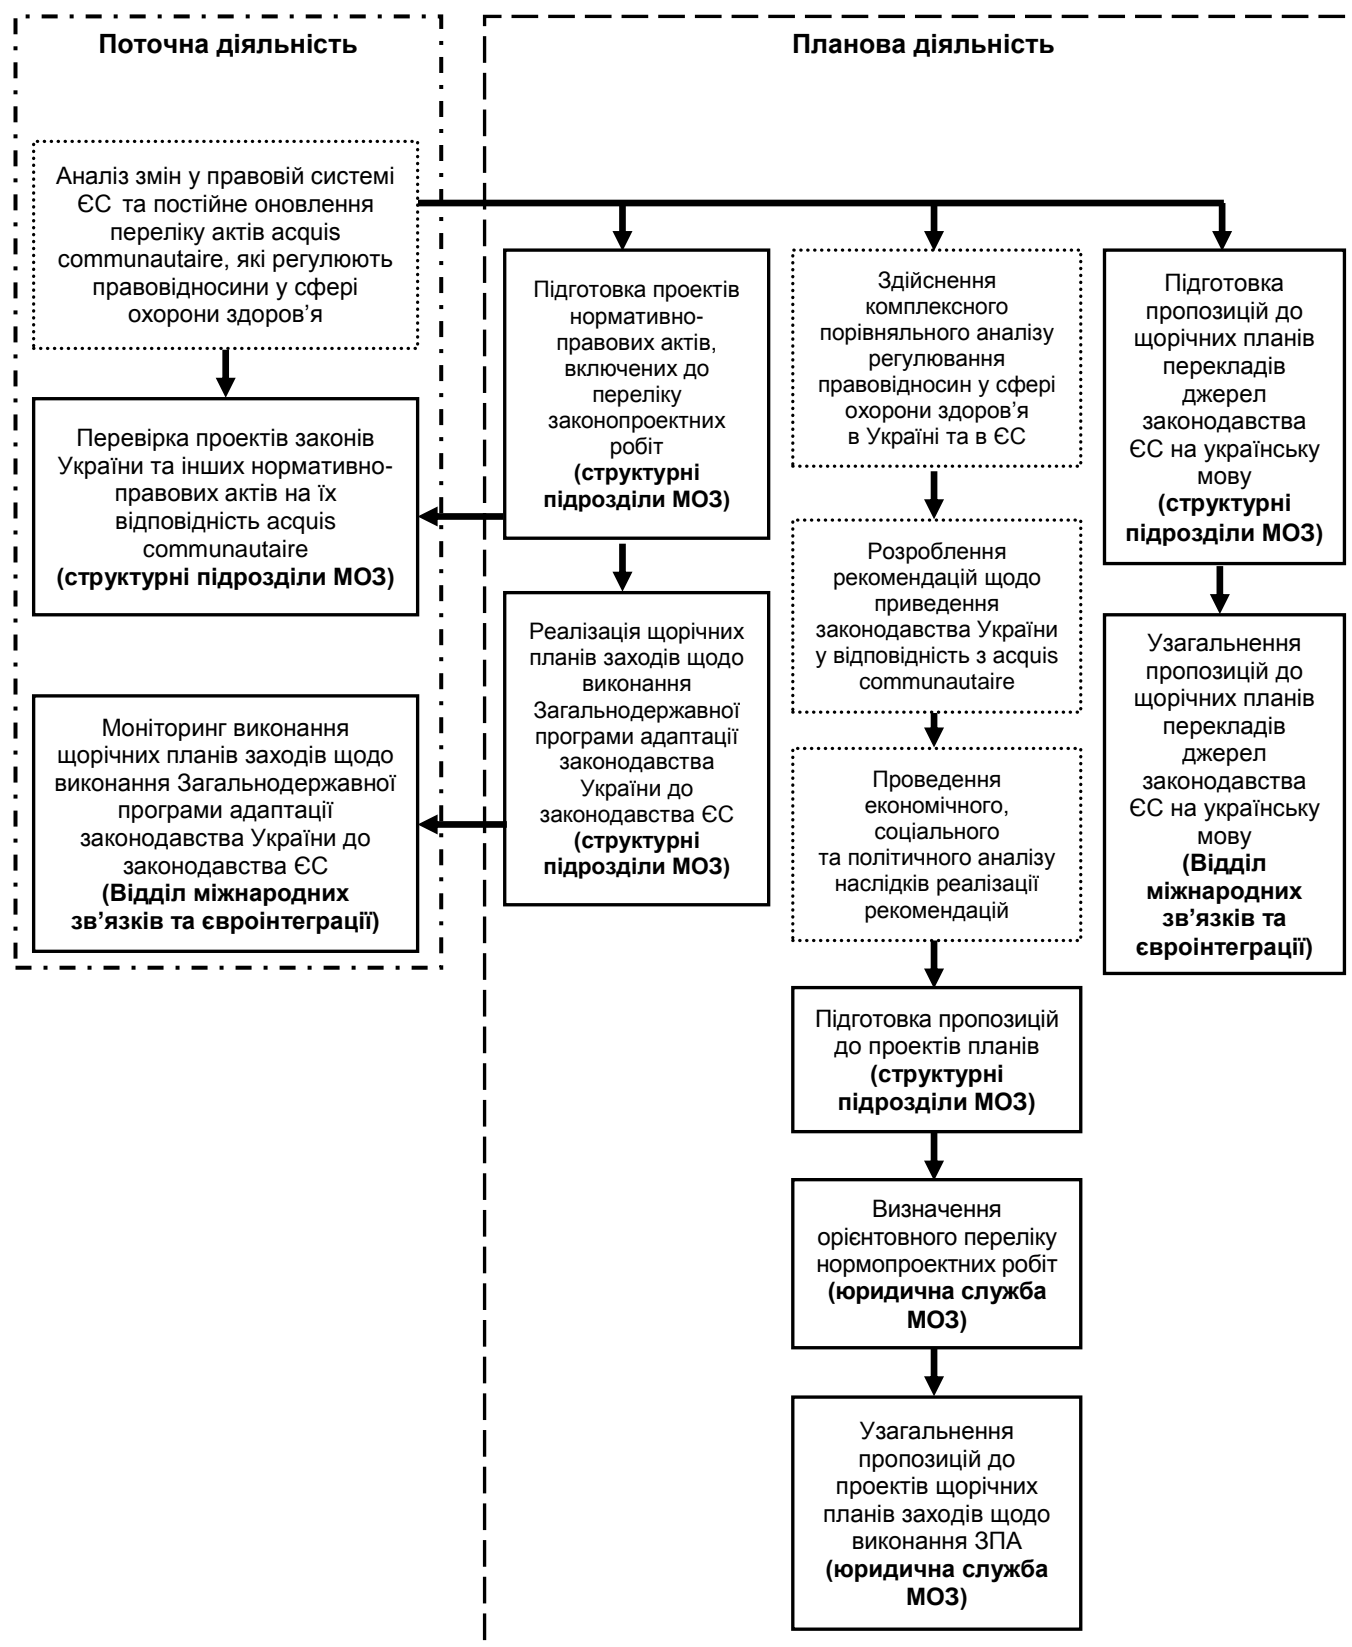 Поточна діяльність
Аналіз змін у правовій системі
ЄС та постійне оновлення
переліку актів acquis
communautaire, які регулюють
правовідносини у сфері
охорони здоров’я
Перевірка проектів законів
України та інших нормативно-
правових актів на їх
відповідність acquis
communautaire
(структурні підрозділи МОЗ)
Моніторинг виконання
щорічних планів заходів щодо
виконання Загальнодержавної
програми адаптації
законодавства України до
законодавства ЄС
(Відділ міжнародних
зв’язків та євроінтеграції)
Планова діяльність
Підготовка проектів
нормативно-
правових актів,
включених до
переліку
законопроектних
робіт
(структурні
підрозділи МОЗ)
Реалізація щорічних
планів заходів щодо
виконання
Загальнодержавної
програми адаптації
законодавства
України до
законодавства ЄС
(структурні
підрозділи МОЗ)
Здійснення
комплексного
порівняльного аналізу
регулювання
правовідносин у сфері
охорони здоров’я
в Україні та в ЄС
Розроблення
рекомендацій щодо
приведення
законодавства України
у відповідність з acquis
communautaire
Проведення
економічного,
соціального
та політичного аналізу
наслідків реалізації
рекомендацій
Підготовка пропозицій
до проектів планів
(структурні
підрозділи МОЗ)
Визначення
орієнтовного переліку
нормопроектних робіт
(юридична служба
МОЗ)
Узагальнення
пропозицій до
проектів щорічних
планів заходів щодо
виконання ЗПА
(юридична служба
МОЗ)
Підготовка
пропозицій до
щорічних планів
перекладів
джерел
законодавства
ЄС на українську
мову
(структурні
підрозділи МОЗ)
Узагальнення
пропозицій до
щорічних планів
перекладів
джерел
законодавства
ЄС на українську
мову
(Відділ
міжнародних
зв’язків та
євроінтеграції)